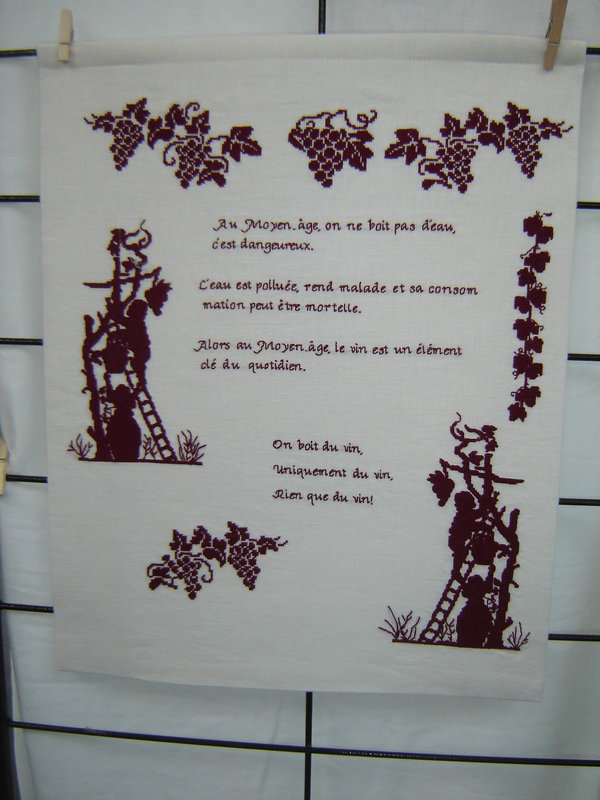 Au Moyen-âge, on ne boit pas d'eau,
c'est dangeureux.
L'eau est polluée, rend malade et sa consom
mation peut être mortelle.
Alors au Moyen-âge, le vin est un élément
clé du quotidien.
On boit du vin,
Uniquement du vin,
Rien que du vin!